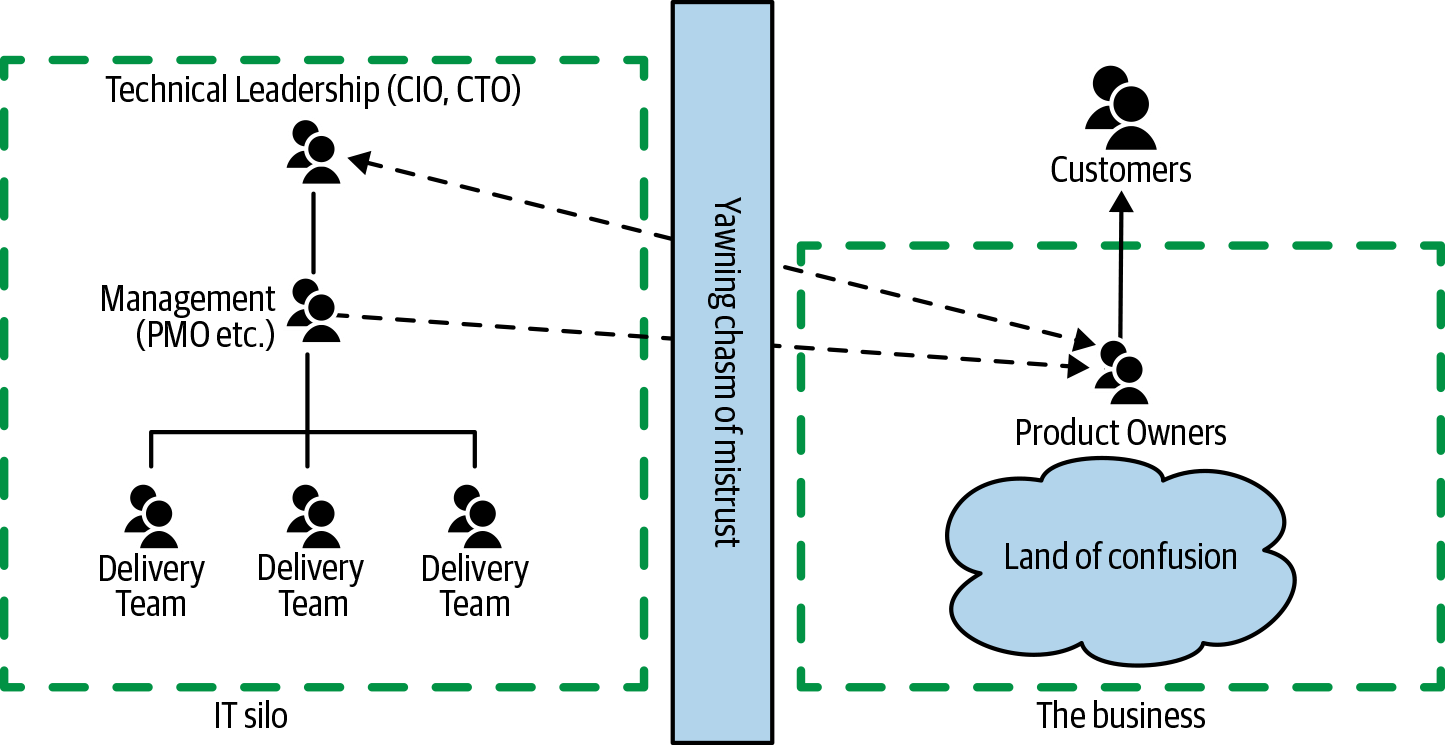 Technical Leadership (CIO, CTO)
Management
(PMO etc.)
Delivery
Team
Delivery
Team
Delivery
Team
IT silo
Yawning chasm of mistrust
Customers
Product Owners
Land of confusion
The business